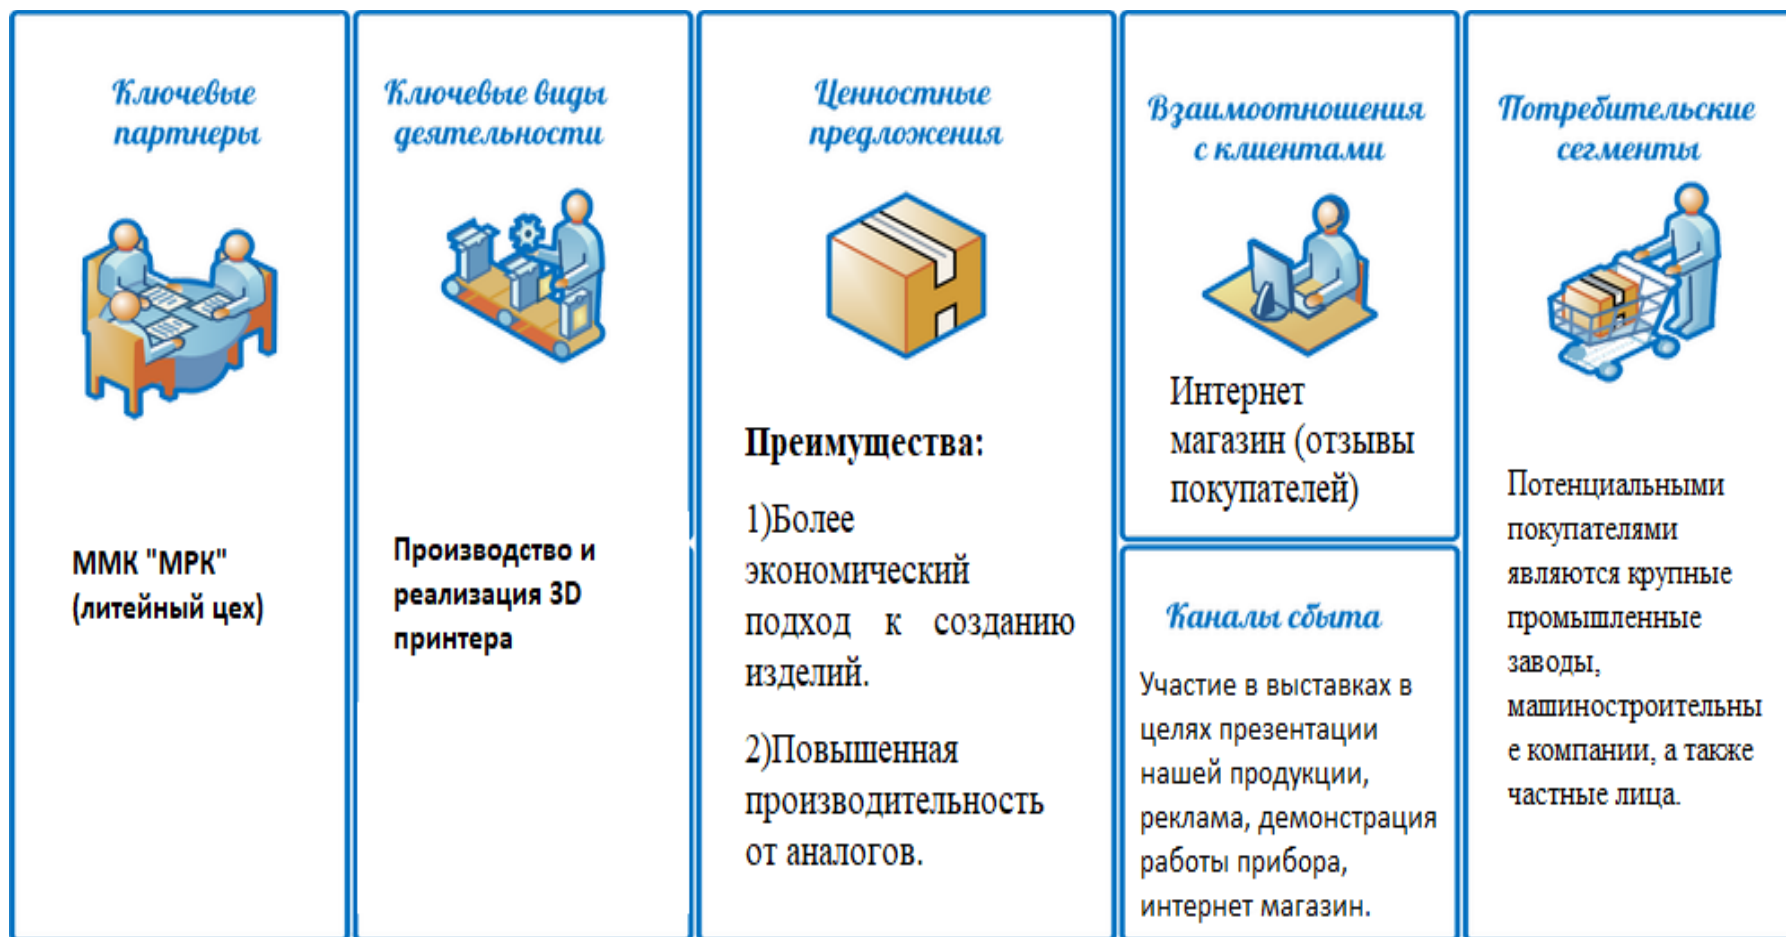 Ключевые
партнеры
ММК "МРК"
(литейный цех)
Ключевые виды
деятельности
Производство и
реализация 3D
принтера
Ценностные
предложения
Преимущества:
1)Более
экономический
подход к созданию
изделий.
2)Повышенная
производительность
от аналогов.
Взаимоотношения
с клиентами
Интернет
магазин (отзывы
покупателей)
Каналы сбыта
Участие в выставках в
целях презентации
нашей продукции,
реклама, демонстрация
работы прибора,
интернет магазин.
Потребительские
сегменты
Потенциальными
покупателями
являются крупные
промышленные
заводы,
машиностроительны
е компании, а также
частные лица.